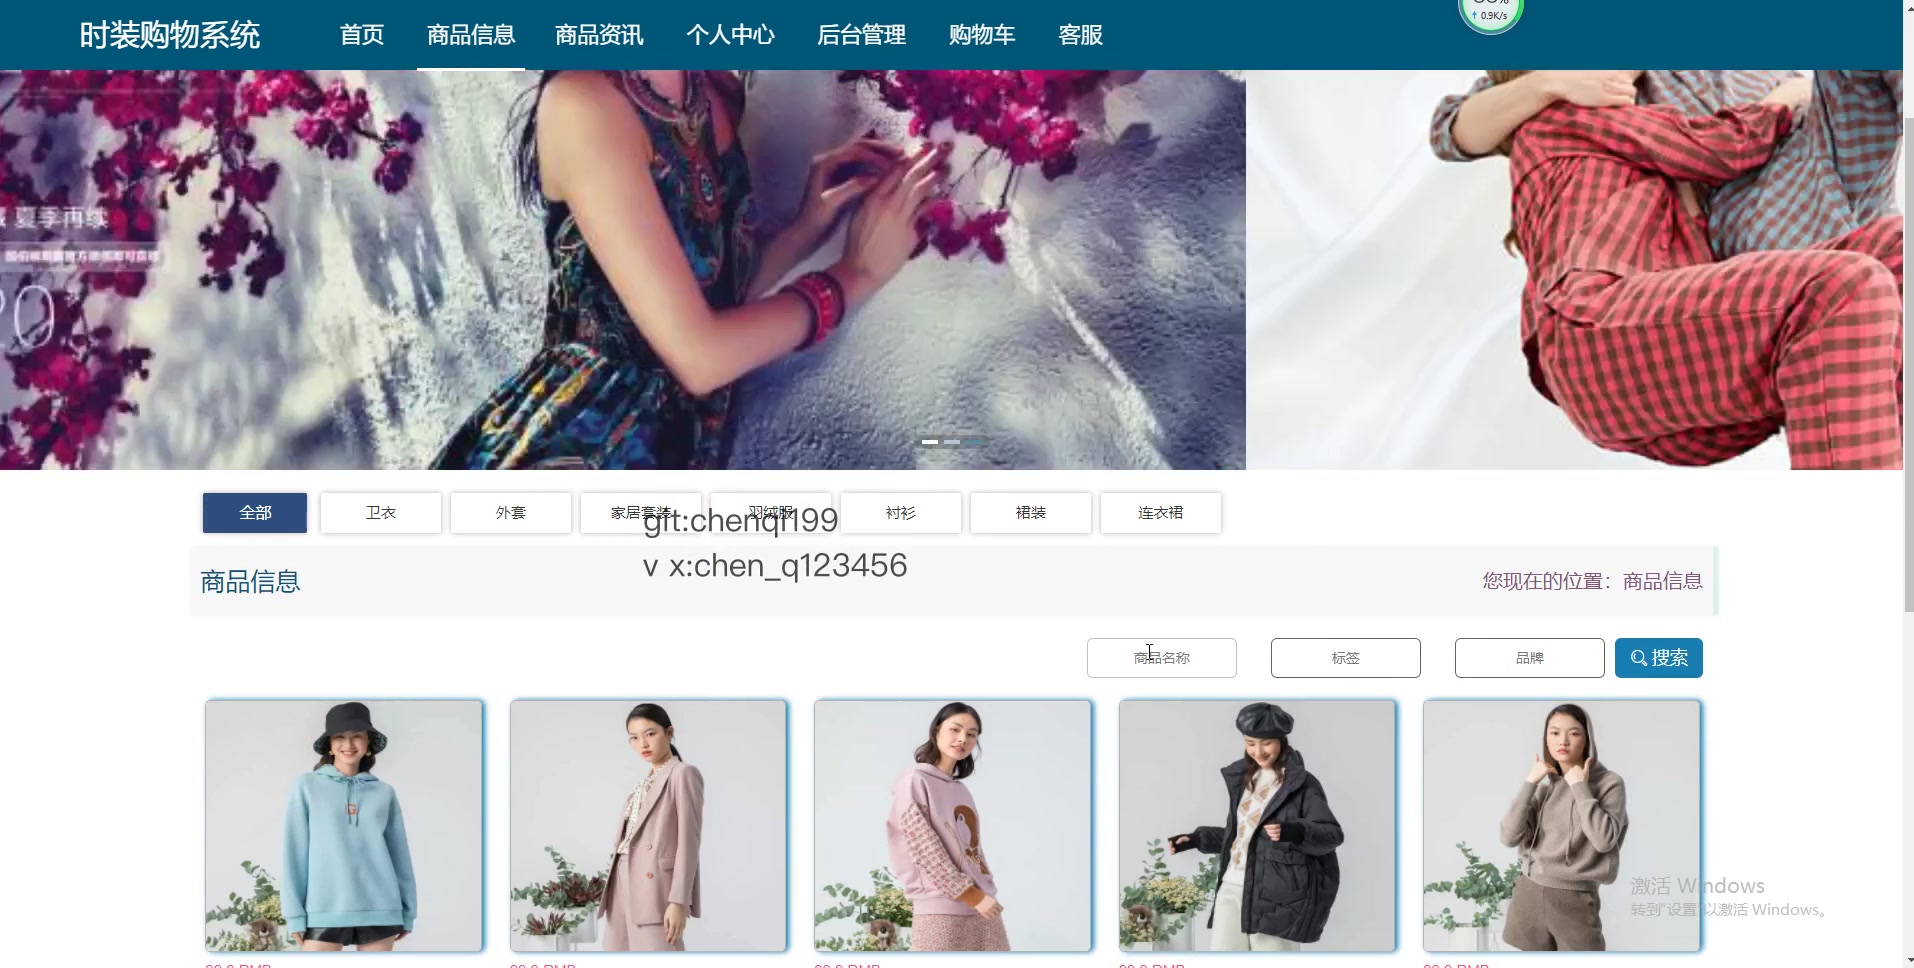 时装购物系统 首页 商品信息 商品资讯 个人中心 后台管理 购物车 客服
↑ 0.9K/s
夏季再续
20
全部 卫衣 外套 家居套装 羽绒服 衬衫 裙装 连衣裙
git:chenqi199
v x:chen_q123456
商品信息 您现在的位置：商品信息
商品名称 标签 品牌 搜索
激活 Windows
转到"设置"以激活 Windows。